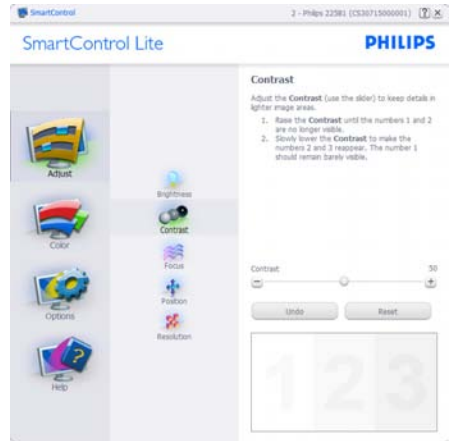 SmartControl
2 - Philips 225B1 (CS30715000001)
SmartControl Lite
PHILIPS
Adjust
Color
Options
Help
Brightness
Contrast
Focus
Position
Resolution
Contrast
Adjust the Contrast (use the slider) to keep details in
lighter image areas.
1. Raise the Contrast until the numbers 1 and 2
are no longer visible.
2. Slowly lower the Contrast to make the
numbers 2 and 3 reappear. The number 1
should remain barely visible.
Contrast 50
Undo Reset
1 2 3